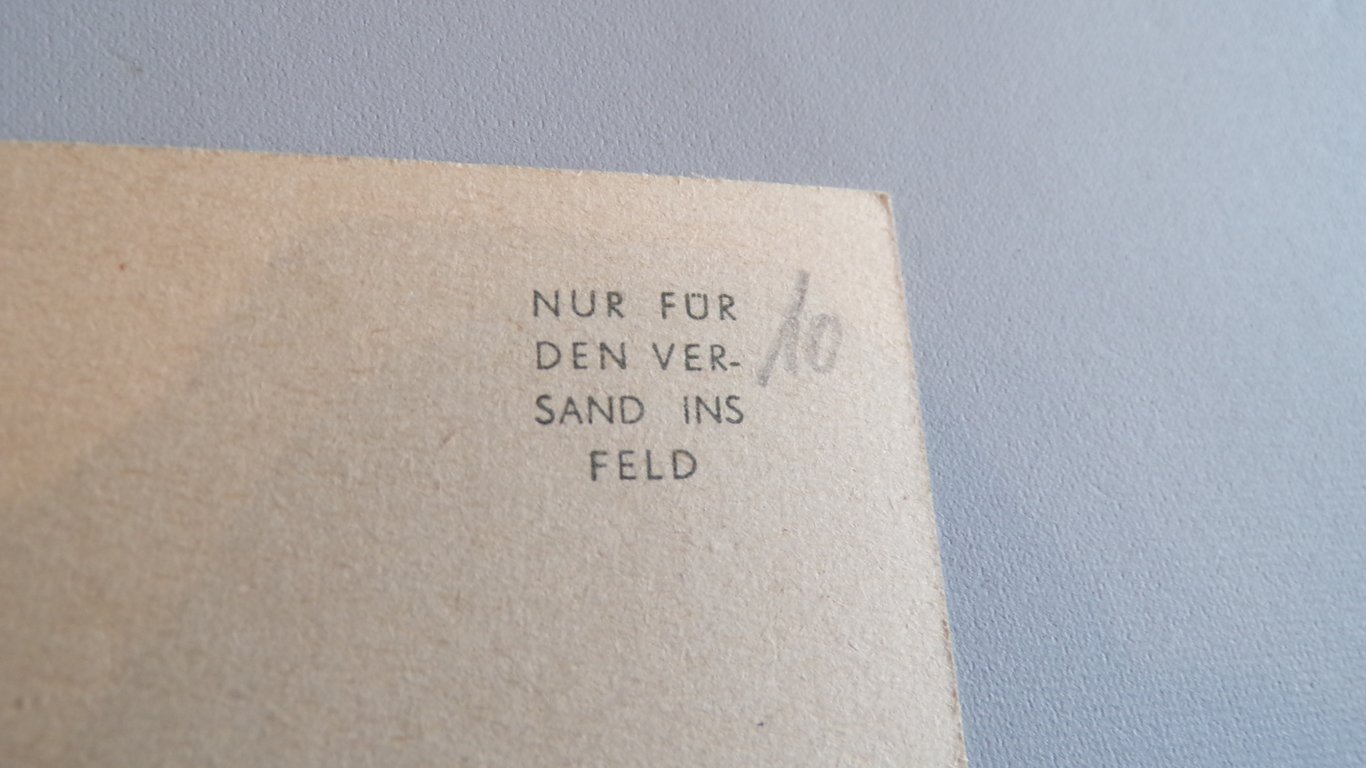 NUR FÜR
DEN VER-
SAND INS
FELD
10